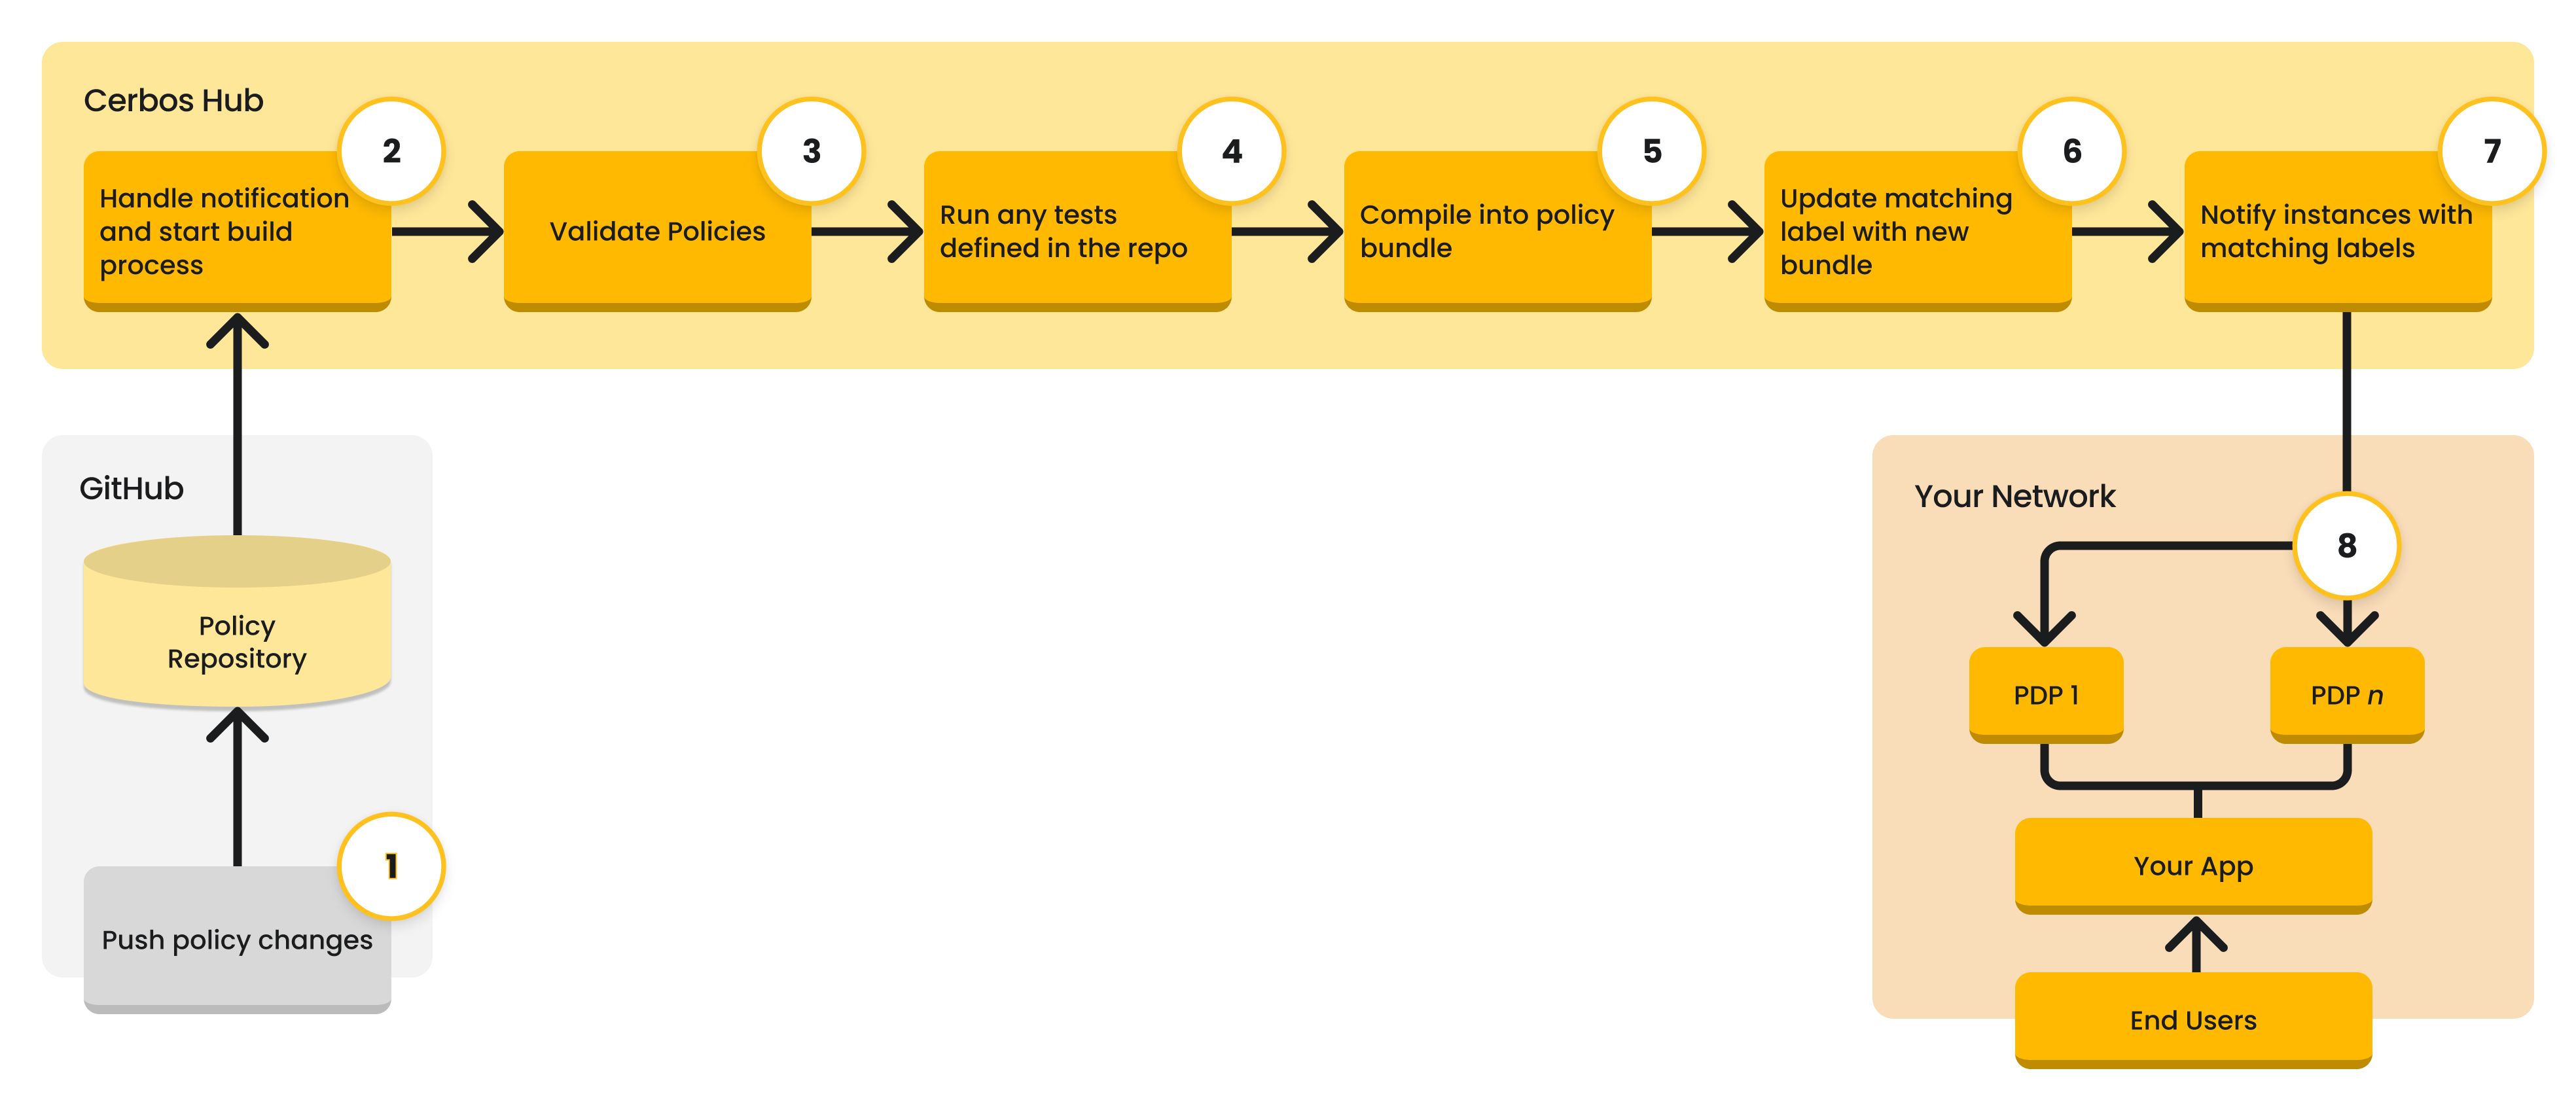 Cerbos Hub
2
Handle notification
and start build
process
3
Validate Policies
4
Run any tests
defined in the repo
5
Compile into policy
bundle
6
Update matching
label with new
bundle
7
Notify instances with
matching labels
GitHub
Policy
Repository
1
Push policy changes
Your Network
8
PDP 1
PDP n
Your App
End Users